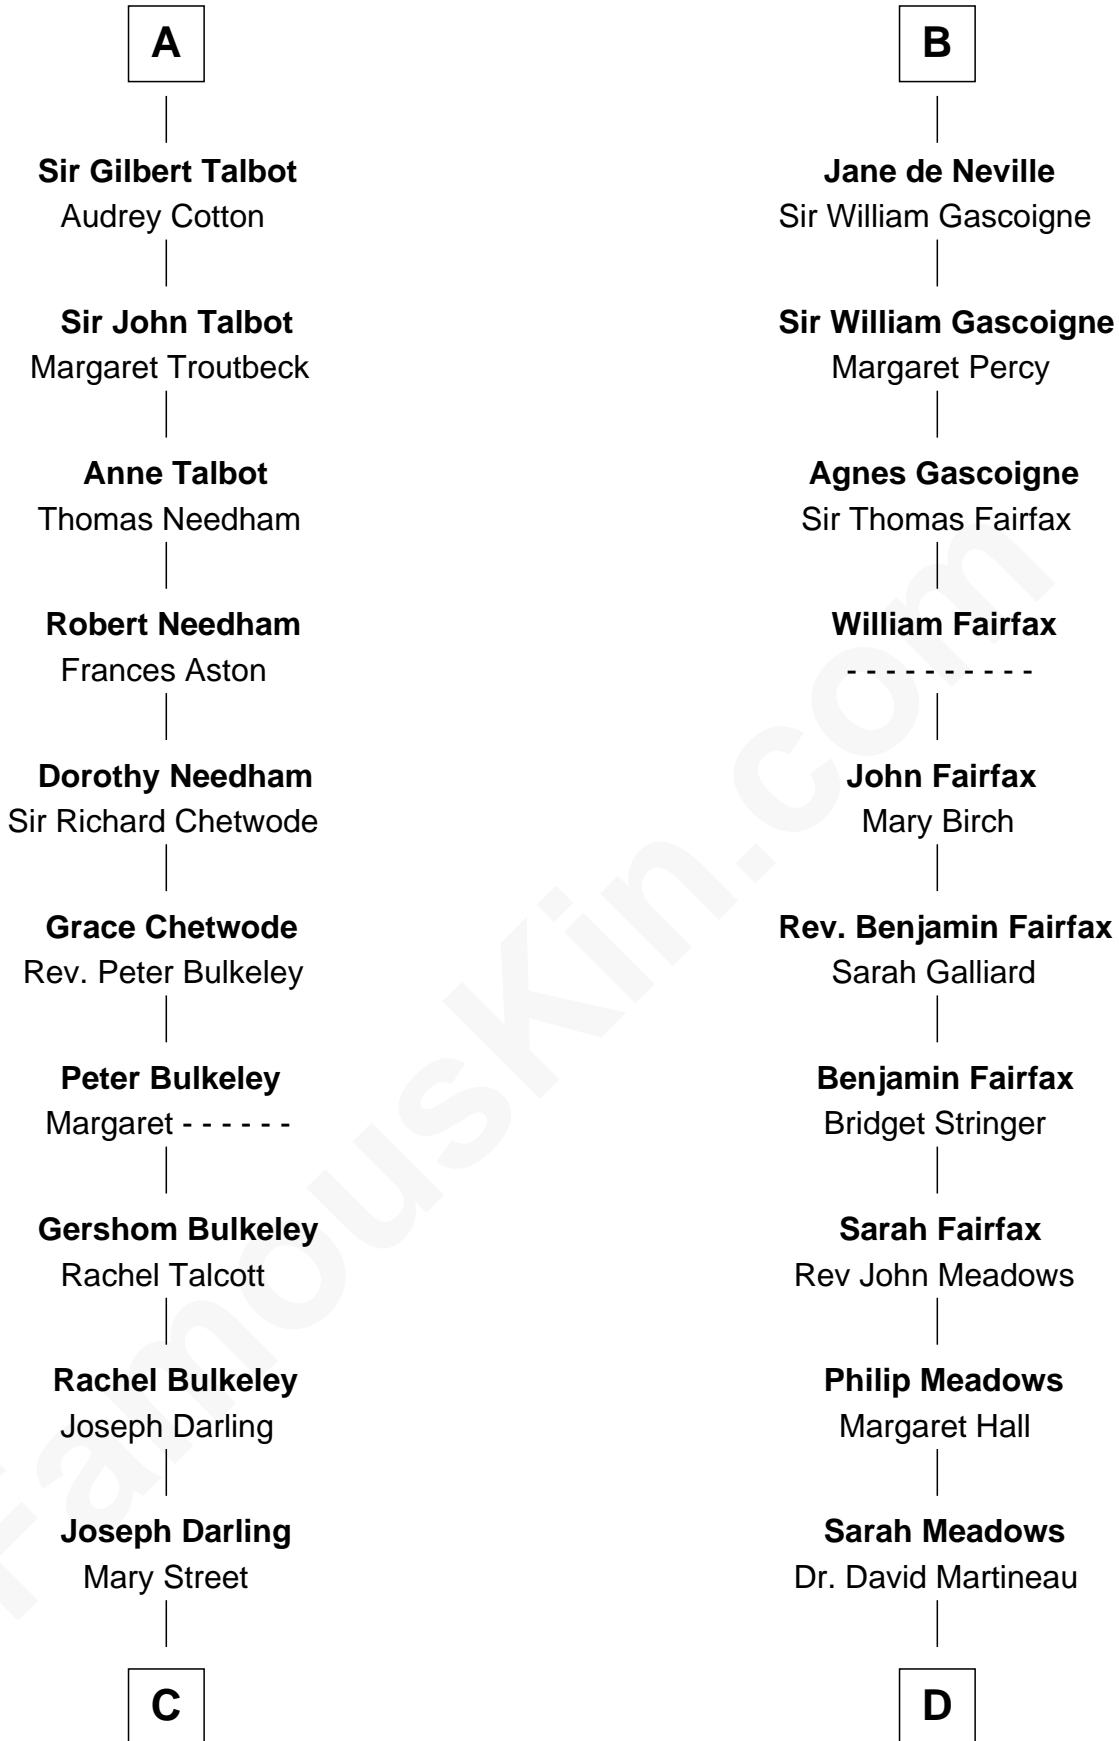 A
Sir Gilbert Talbot
Audrey Cotton
Sir John Talbot
Margaret Troutbeck
Anne Talbot
Thomas Needham
Robert Needham
Frances Aston
Dorothy Needham
Sir Richard Chetwode
Grace Chetwode
Rev. Peter Bulkeley
Peter Bulkeley
Margaret - - - - - -
Gershom Bulkeley
Rachel Talcott
Rachel Bulkeley
Joseph Darling
Joseph Darling
Mary Street
C
B
Jane de Neville
Sir William Gascoigne
Sir William Gascoigne
Margaret Percy
Agnes Gascoigne
Sir Thomas Fairfax
William Fairfax
- - - - - - - - - -
John Fairfax
Mary Birch
Rev. Benjamin Fairfax
Sarah Galliard
Benjamin Fairfax
Bridget Stringer
Sarah Fairfax
Rev John Meadows
Philip Meadows
Margaret Hall
Sarah Meadows
Dr. David Martineau
D
FamousKin.com